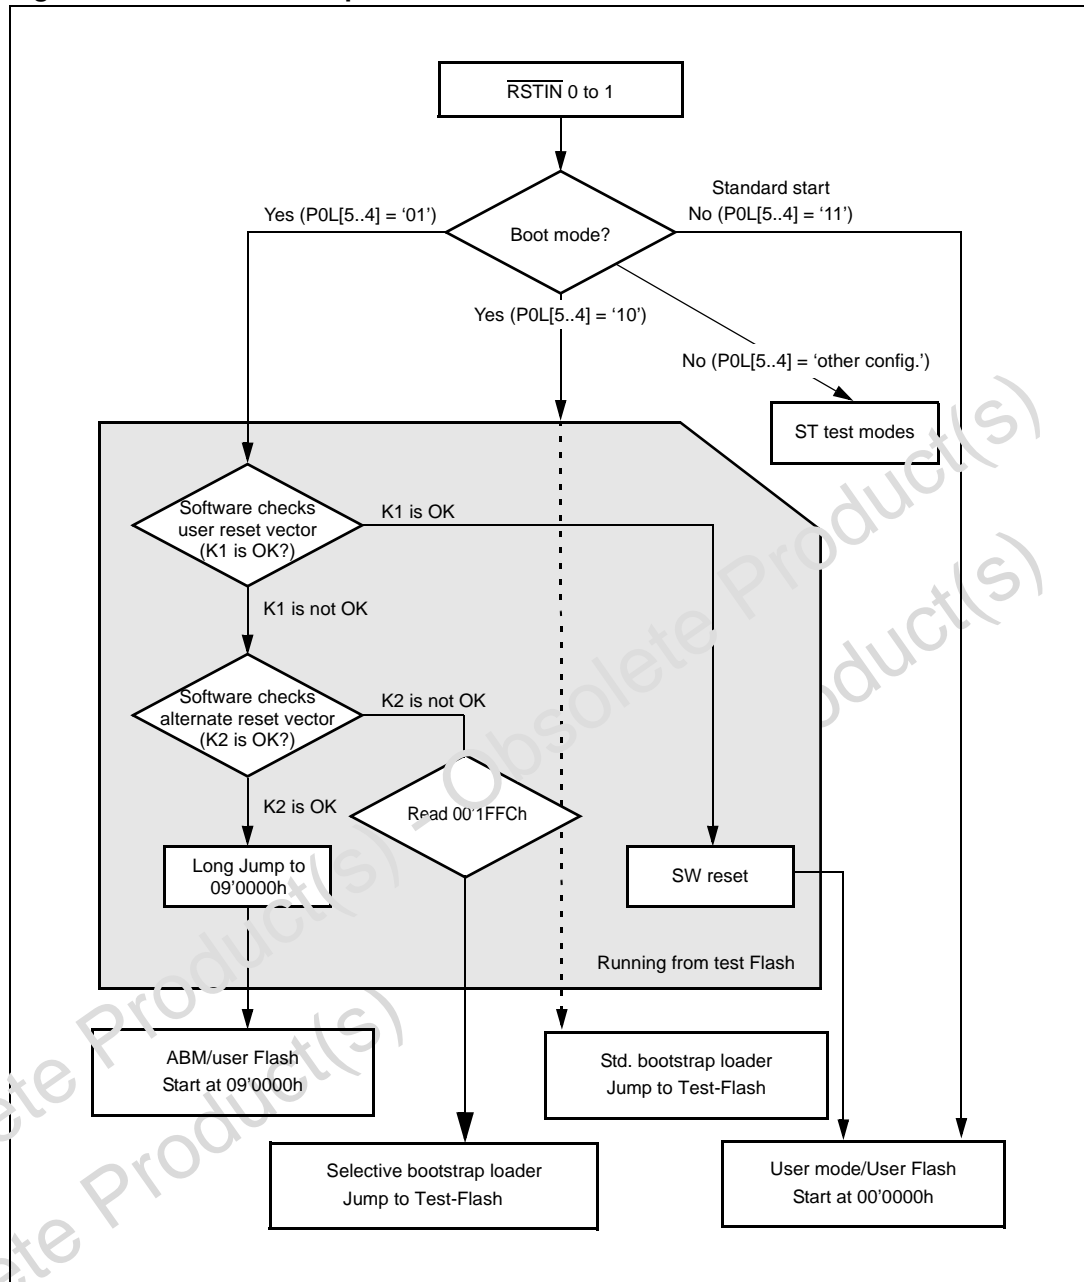 RSTIN 0 to 1
Standard start
Yes (P0L[5..4] = ‘01’)
No (P0L[5..4] = ‘11’)
Boot mode?
Yes (P0L[5..4] = ‘10’)
No (P0L[5..4] = ‘other config.’)
ST test modes
Software checks
user reset vector
(K1 is OK?)
K1 is OK
K1 is not OK
Software checks
alternate reset vector
(K2 is OK?)
K2 is not OK
K2 is OK
Read 00’1FFCh
Long Jump to
09’0000h
SW reset
Running from test Flash
ABM/user Flash
Start at 09’0000h
Std. bootstrap loader
Jump to Test-Flash
Selective bootstrap loader
Jump to Test-Flash
User mode/User Flash
Start at 00’0000h
Product(s) - Obsolete Product(s)
Product(s)